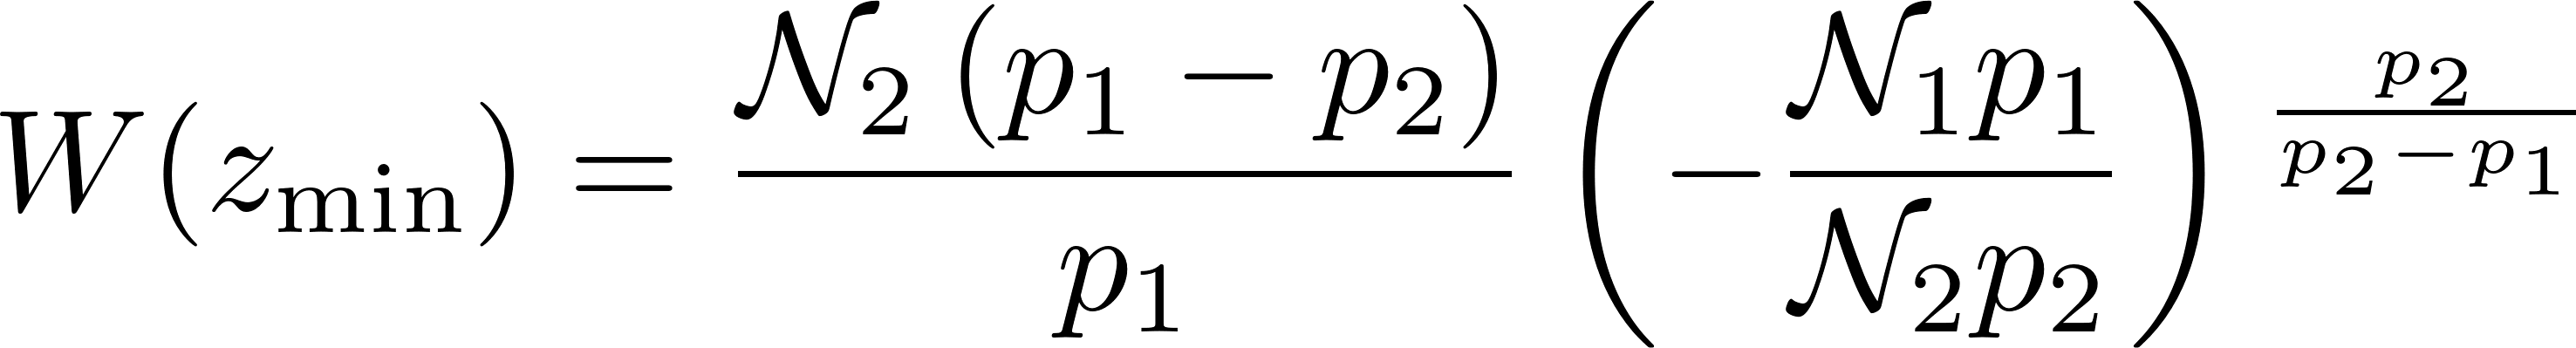 W(z_{\min}) = \frac{\mathcal{N}_2 (p_1 - p_2)}{p_1} \left( -\frac{\mathcal{N}_1 p_1}{\mathcal{N}_2 p_2} \right)^{\frac{p_2}{p_2 - p_1}}